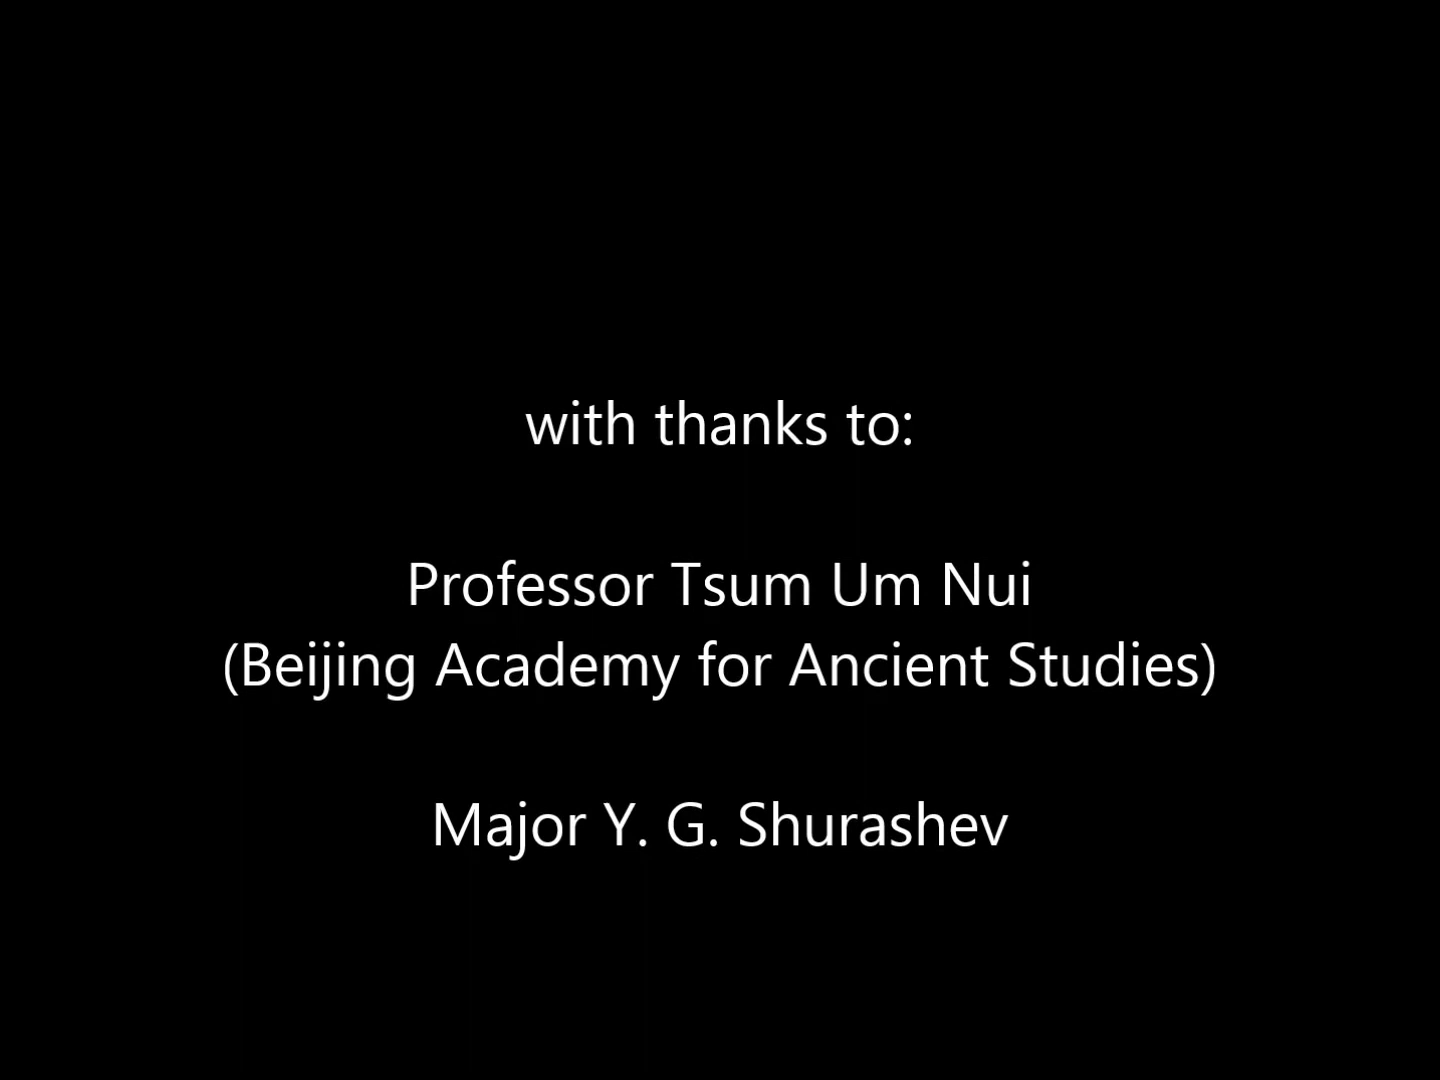 with thanks to:
Professor Tsum Um Nui
(Beijing Academy for Ancient Studies)
Major Y. G. Shurashev